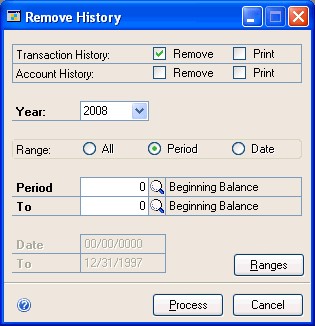 Remove History
Transaction History: Remove Print
Account History: Remove Print
Year: 2008
Range: All Period Date
Period 0 Beginning Balance
To 0 Beginning Balance
Date 00/00/0000
To 12/31/1997
Ranges
Process Cancel